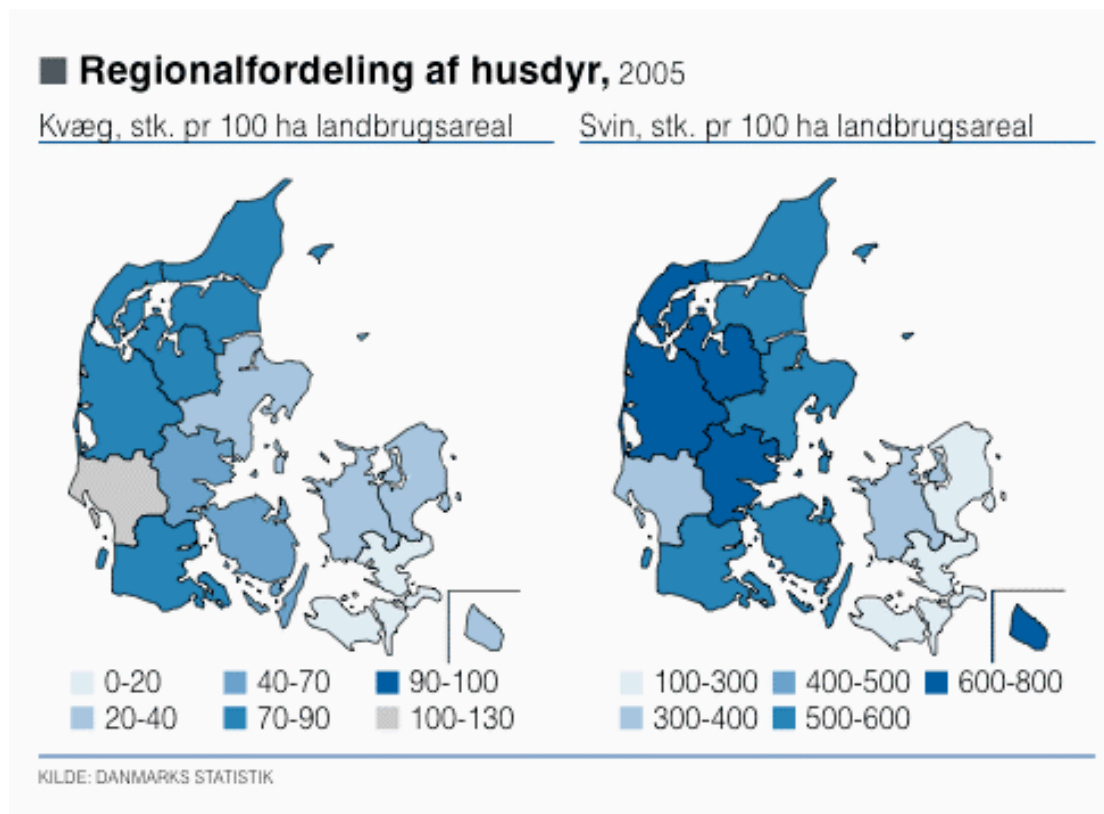 Regionalfordeling af husdyr, 2005
Kvæg, stk. pr 100 ha landbrugsareal
Svin, stk. pr 100 ha landbrugsareal
0-20 40-70 90-100
20-40 70-90 100-130
100-300 400-500 600-800
300-400 500-600
KILDE: DANMARKS STATISTIK